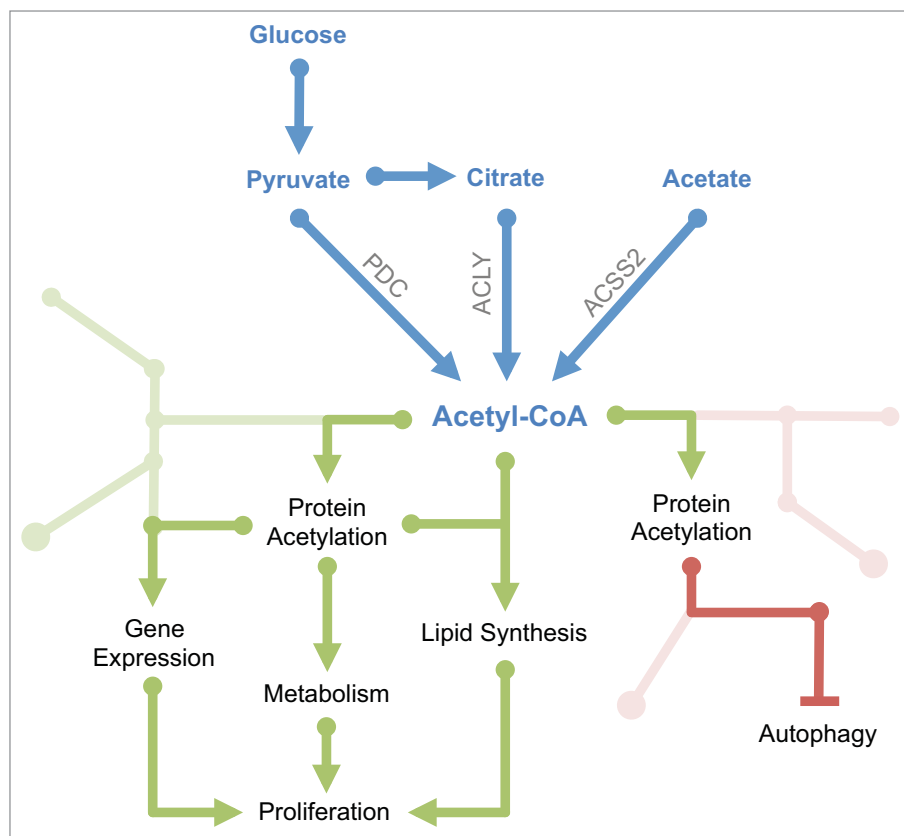 Glucose
Pyruvate
Citrate
Acetate
PDC
ACLY
ACSS2
Acetyl-CoA
Protein
Acetylation
Protein
Acetylation
Gene
Expression
Lipid Synthesis
Metabolism
Autophagy
Proliferation